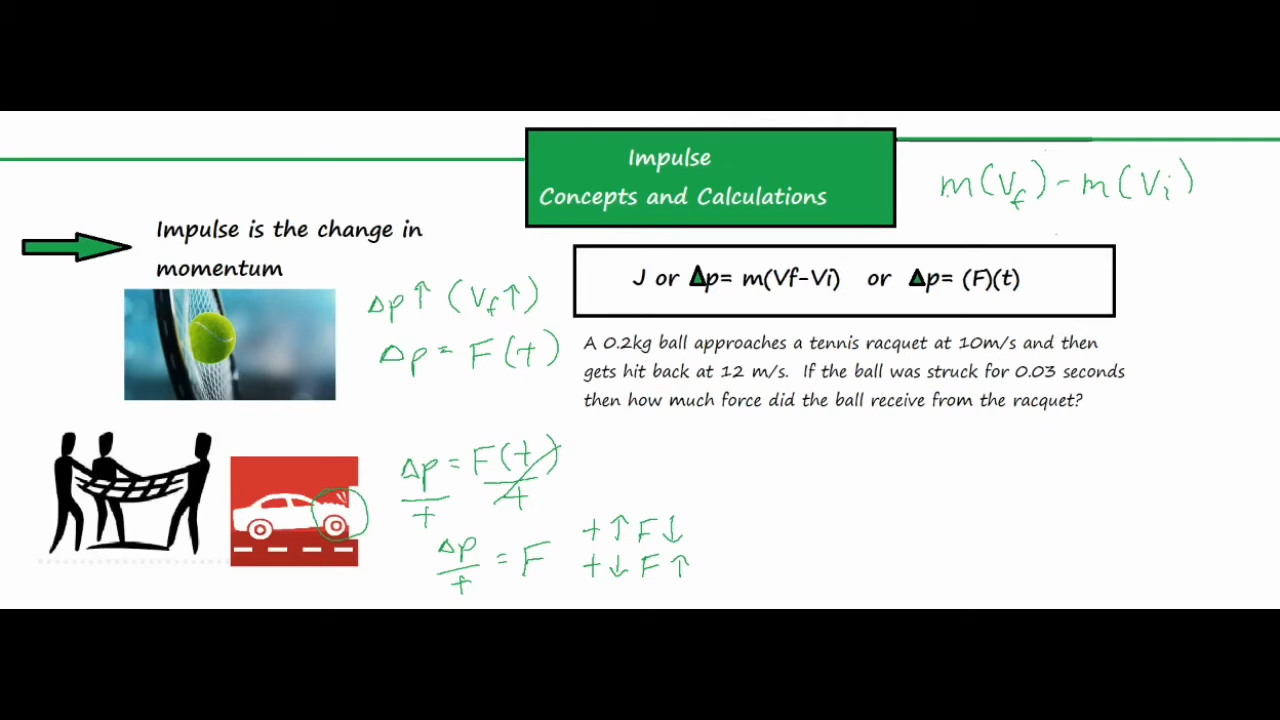 Impulse
Concepts and Calculations
m(Vf) - m(Vi)
Impulse is the change in
momentum
J or Δp= m(Vf-Vi) or Δp= (F)(t)
Δp↑ (Vf↑)
Δp = F(t)
A 0.2kg ball approaches a tennis racquet at 10m/s and then
gets hit back at 12 m/s. If the ball was struck for 0.03 seconds
then how much force did the ball receive from the racquet?
Δp = F(t)
t t
Δp = F
t
t↑ F↓
t↓ F↑